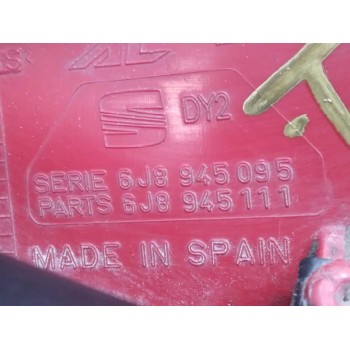 DY2
SERIE 6J8 945 095
PARTS 6J8 945 111
MADE IN SPAIN